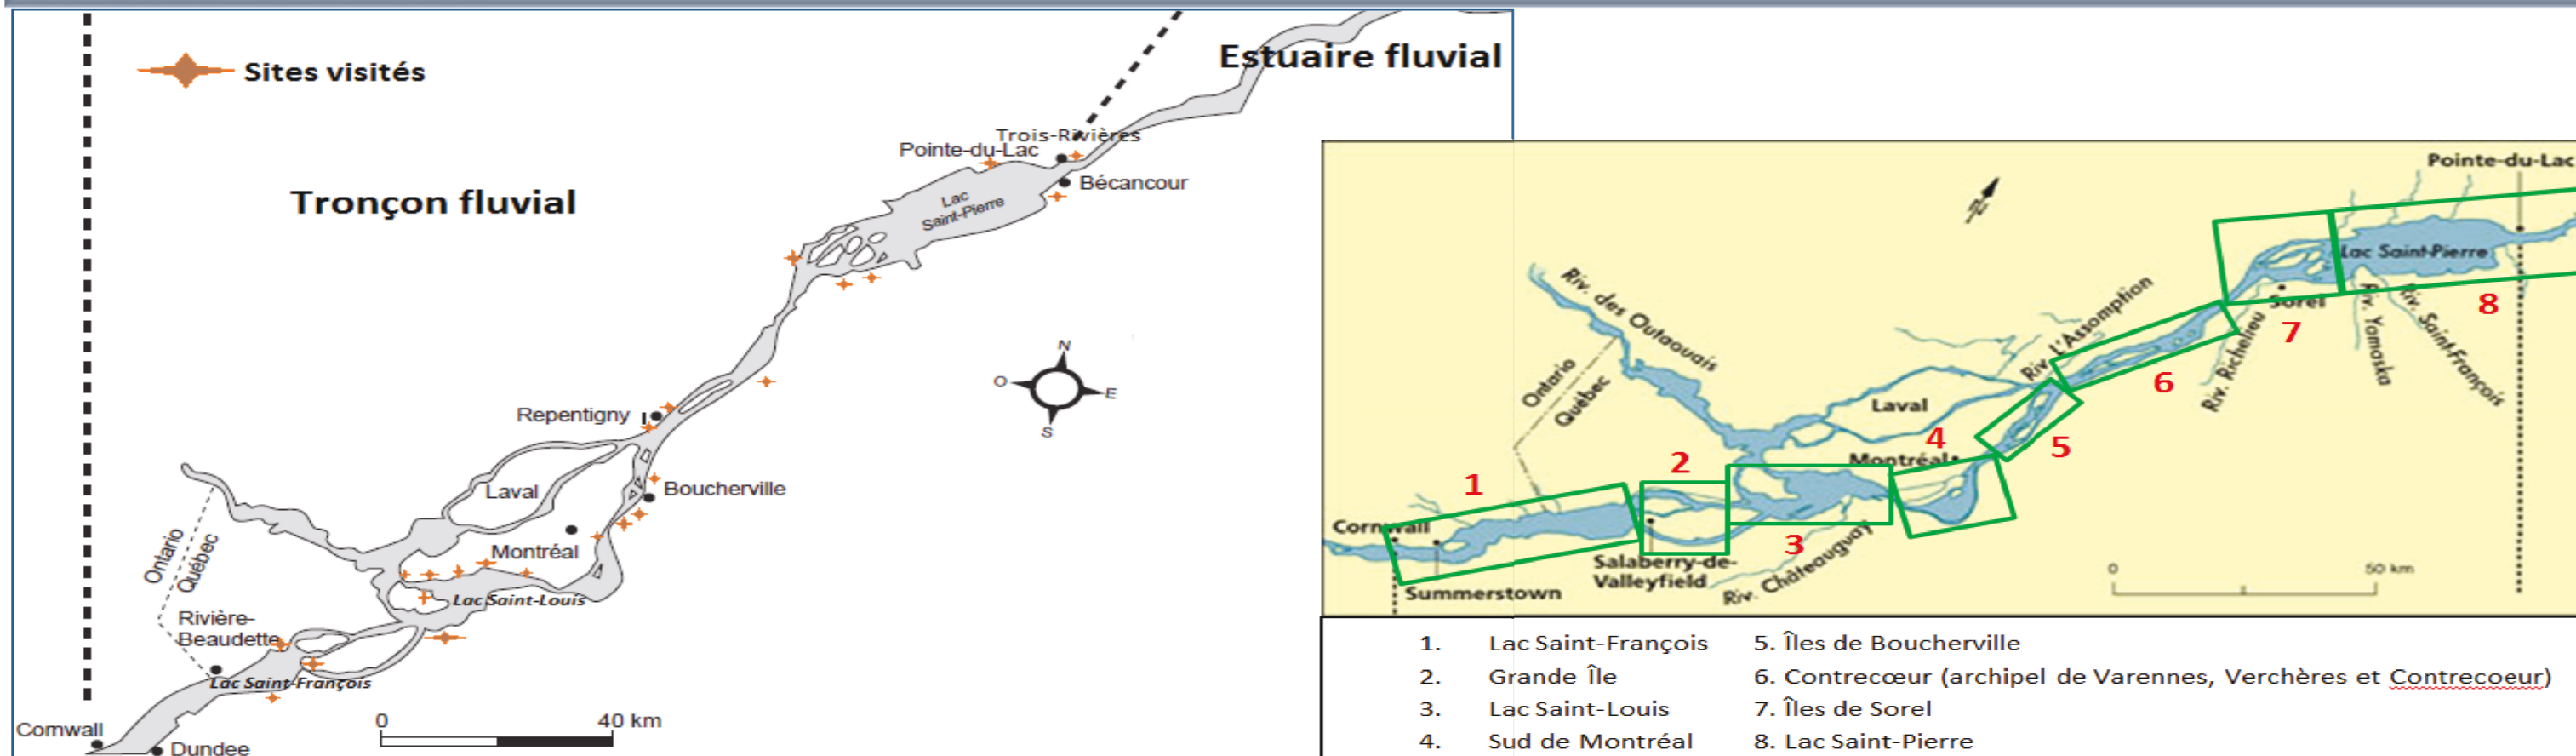 Sites visités
Estuaire fluvial
Tronçon fluvial
Trois-Rivières
Pointe-du-Lac
Bécancour
Lac
Saint-Pierre
N
O
E
S
Repentigny
Laval
Boucherville
Montréal
Ontario
Québec
Lac Saint-Louis
Rivière-
Beaudette
Lac Saint-François
Cornwall
Dundee
0
40 km
Pointe-du-Lac
N
Riv. des Outaouais
Lac Saint-Pierre
Riv. L'Assomption
Sorel
8
7
Riv. Richelieu
Riv. Yamaska
Riv. Saint-François
6
Ontario
Québec
Laval
4
5
Montréal
2
1
Cornwall
3
Salaberry-de-
Valleyfield
Riv. Châteauguay
Summerstown
0
50 km
1. Lac Saint-François 5. Îles de Boucherville
2. Grande Île 6. Contrecœur (archipel de Varennes, Verchères et Contrecoeur)
3. Lac Saint-Louis 7. Îles de Sorel
4. Sud de Montréal 8. Lac Saint-Pierre